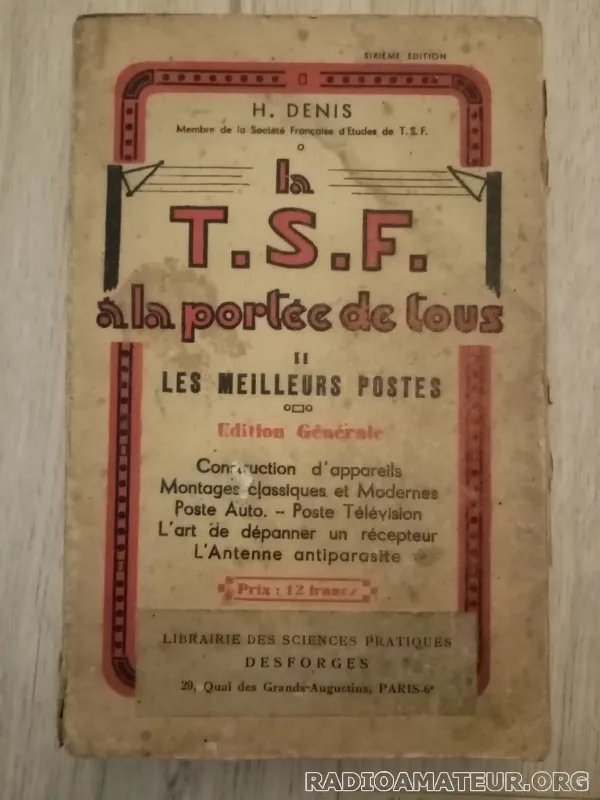 SIXIÈME EDITION
H. DENIS
Membre de la Société Française d'Etudes de T.S.F.
la
T.S.F.
à la portée de tous
II
LES MEILLEURS POSTES
Edition Générale
Construction d'appareils
Montages classiques et Modernes
Poste Auto. -- Poste Télévision
L'art de dépanner un récepteur
L'Antenne antiparasite
Prix : 12 francs
LIBRAIRIE DES SCIENCES PRATIQUES
DESFORGES
29, Quai des Grands-Augustins, PARIS-6e
RADIOAMATEUR.ORG